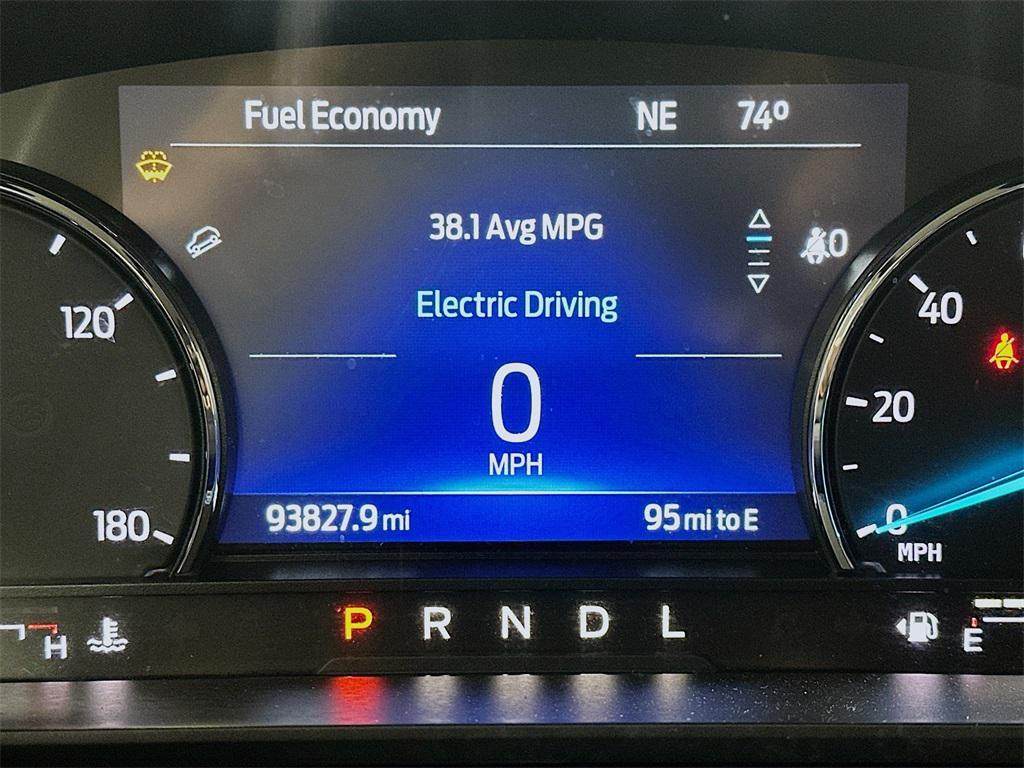 Fuel Economy NE 74°
38.1 Avg MPG
0
Electric Driving
0
MPH
93827.9 mi 95 mi to E
120
180
40
20
0
MPH
H P R N D L E